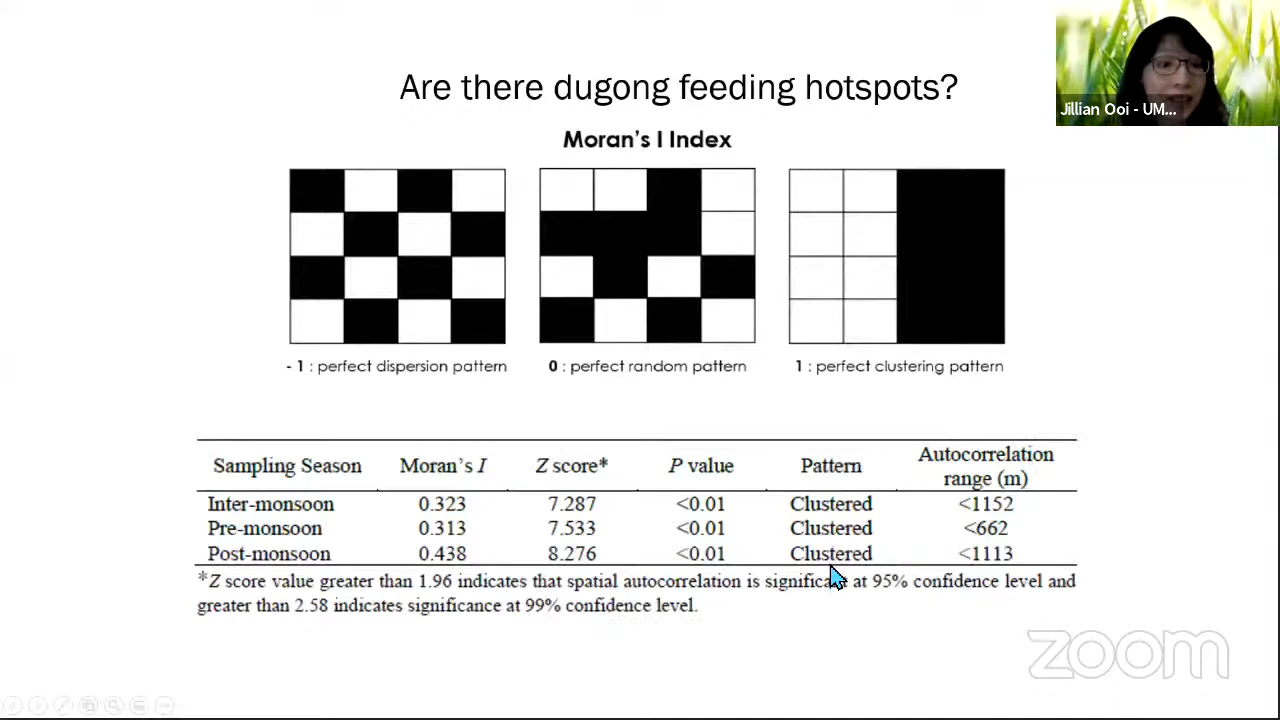 Are there dugong feeding hotspots?
Jillian Ooi - UM...
Moran's I Index
- 1 : perfect dispersion pattern
0 : perfect random pattern
1 : perfect clustering pattern
Sampling Season Moran's I Z score* P value Pattern Autocorrelation range (m)
Inter-monsoon 0.323 7.287 <0.01 Clustered <1152
Pre-monsoon 0.313 7.533 <0.01 Clustered <662
Post-monsoon 0.438 8.276 <0.01 Clustered <1113
*Z score value greater than 1.96 indicates that spatial autocorrelation is significant at 95% confidence level and
greater than 2.58 indicates significance at 99% confidence level.
zoom